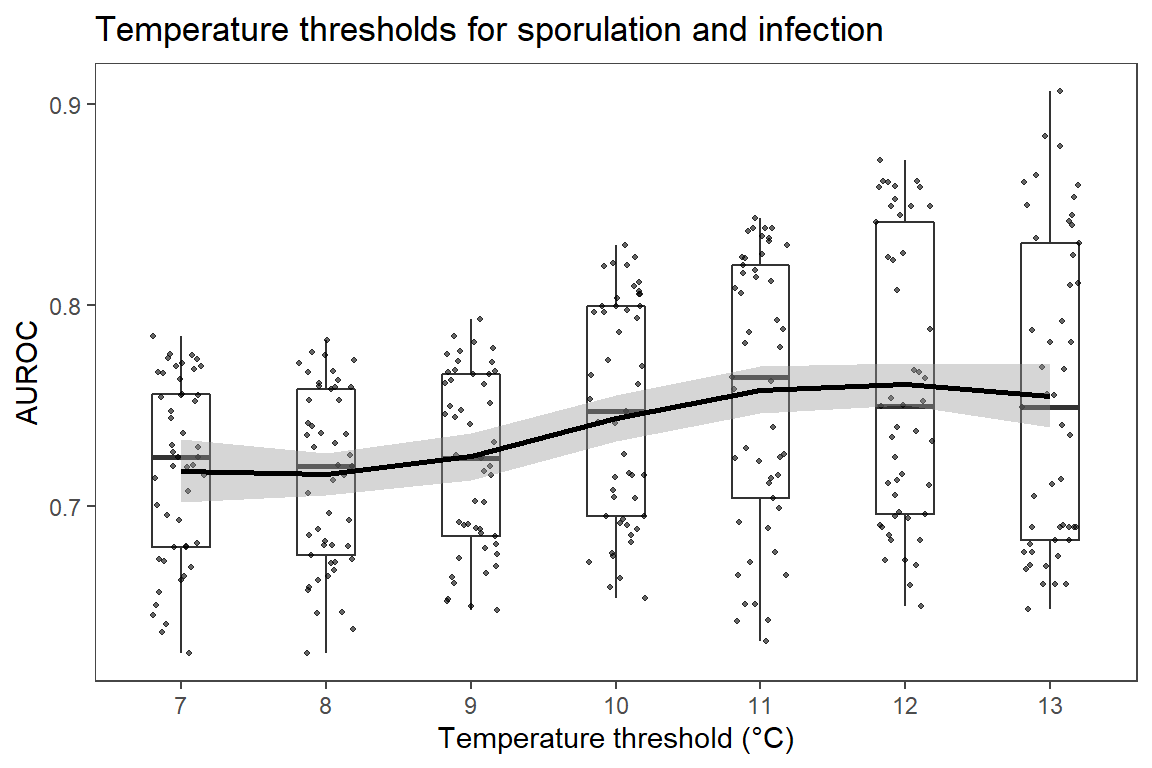 Temperature thresholds for sporulation and infection
AUROC
0.9
0.8
0.7
7 8 9 10 11 12 13
Temperature threshold (°C)